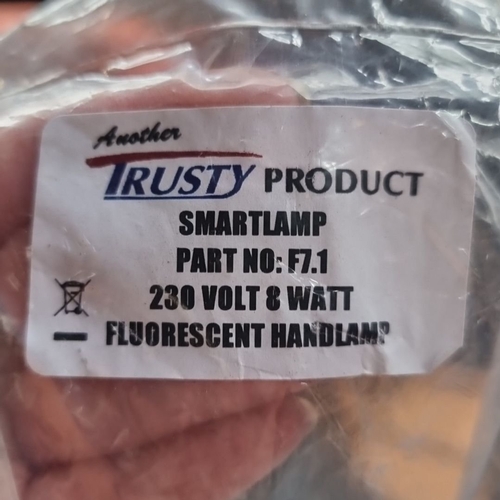 Another
TRUSTY PRODUCT
SMARTLAMP
PART NO: F7.1
230 VOLT 8 WATT
FLUORESCENT HANDLAMP